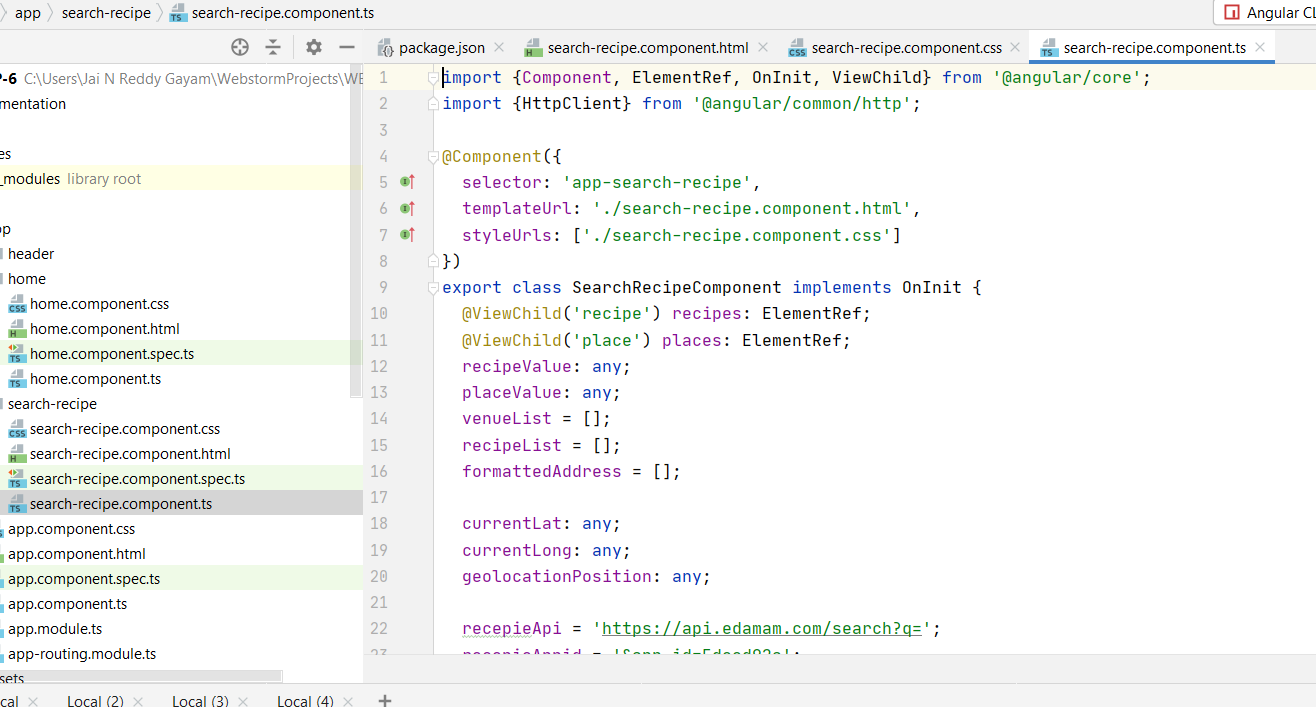 app search-recipe search-recipe.component.ts
Angular CL
package.json search-recipe.component.html search-recipe.component.css search-recipe.component.ts
P-6 C:\Users\Jai N Reddy Gayam\WebstormProjects\WE
mentation
es
_modules library root
pp
header
home
home.component.css
home.component.html
home.component.spec.ts
home.component.ts
search-recipe
search-recipe.component.css
search-recipe.component.html
search-recipe.component.spec.ts
search-recipe.component.ts
app.component.css
app.component.html
app.component.spec.ts
app.component.ts
app.module.ts
app-routing.module.ts
sets
1 import {Component, ElementRef, OnInit, ViewChild} from '@angular/core';
2 import {HttpClient} from '@angular/common/http';
3
4 @Component({
5 selector: 'app-search-recipe',
6 templateUrl: './search-recipe.component.html',
7 styleUrls: ['./search-recipe.component.css']
8 })
9 export class SearchRecipeComponent implements OnInit {
10 @ViewChild('recipe') recipes: ElementRef;
11 @ViewChild('place') places: ElementRef;
12 recipeValue: any;
13 placeValue: any;
14 venueList = [];
15 recipeList = [];
16 formattedAddress = [];
17
18 currentLat: any;
19 currentLong: any;
20 geolocationPosition: any;
21
22 recepieApi = 'https://api.edamam.com/search?q=';
23
cal Local (2) Local (3) Local (4)